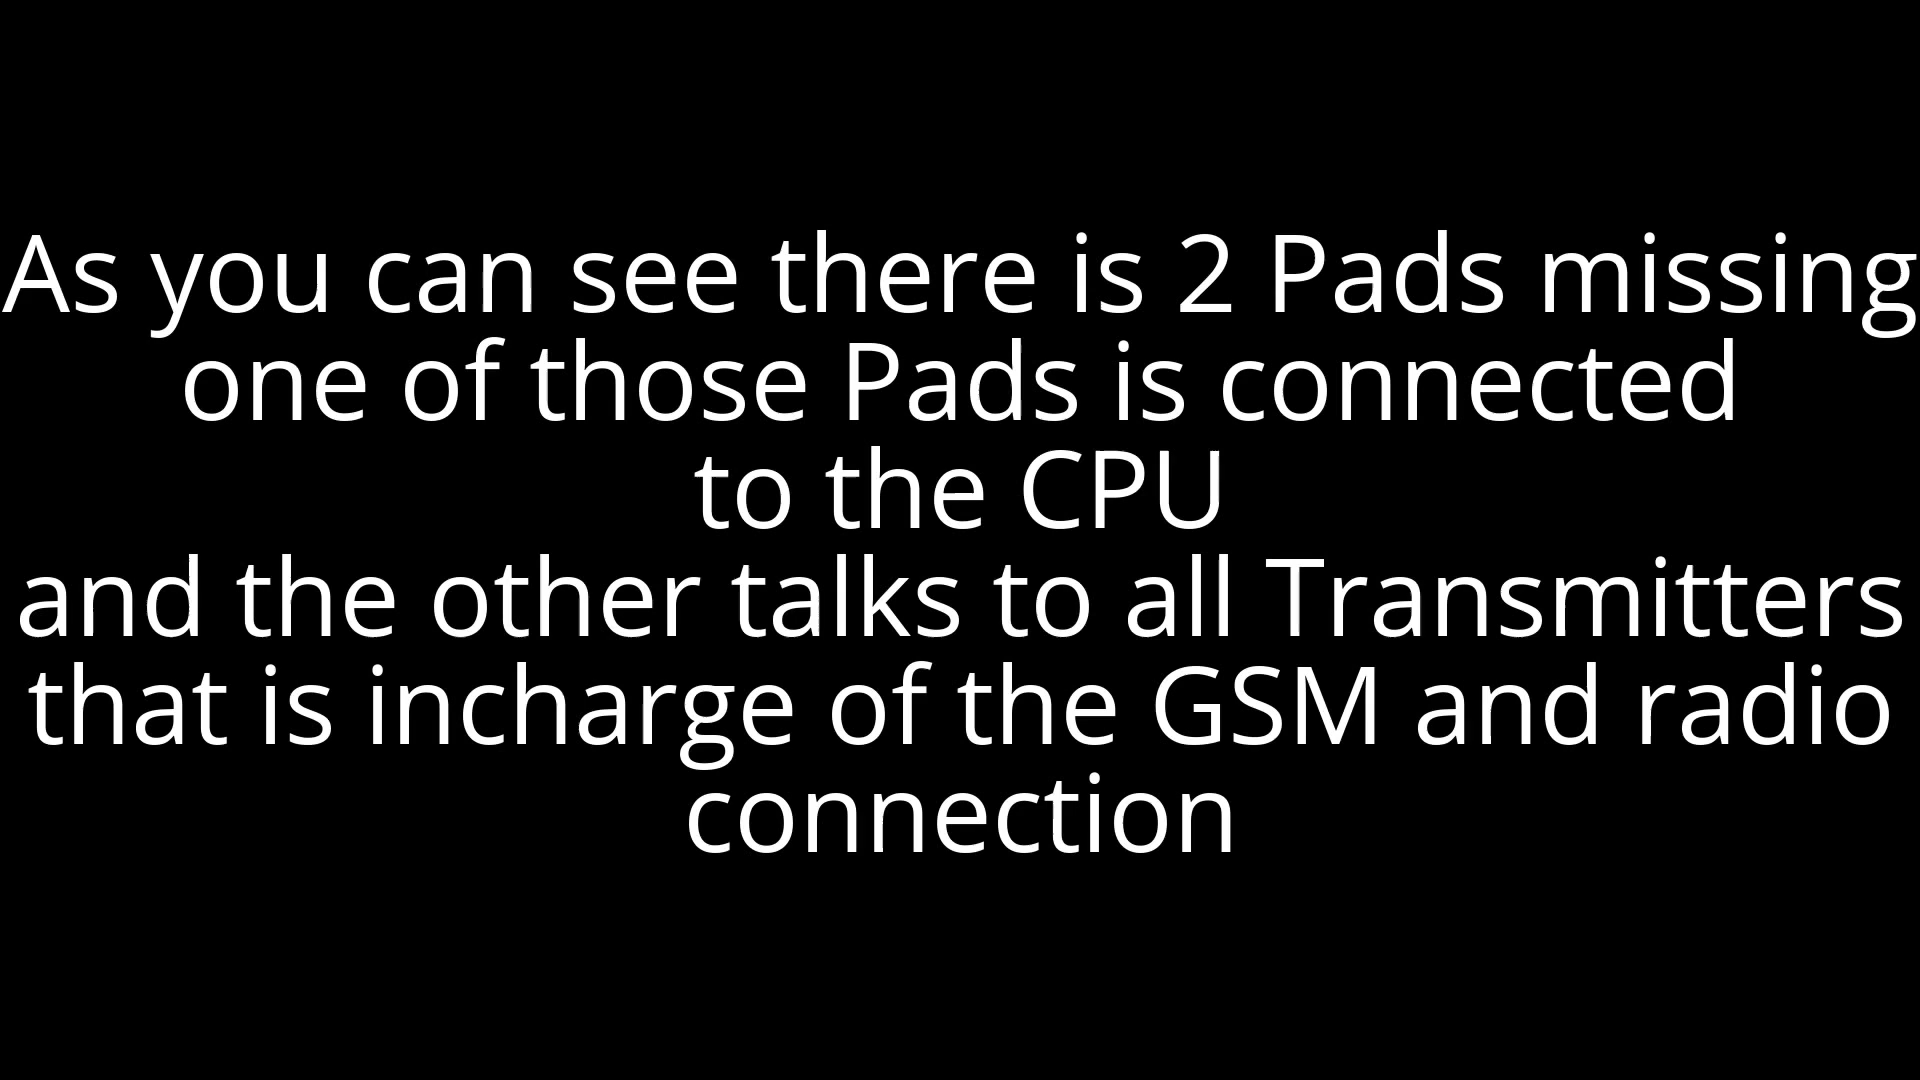 As you can see there is 2 Pads missing
one of those Pads is connected
to the CPU
and the other talks to all Transmitters
that is incharge of the GSM and radio
connection